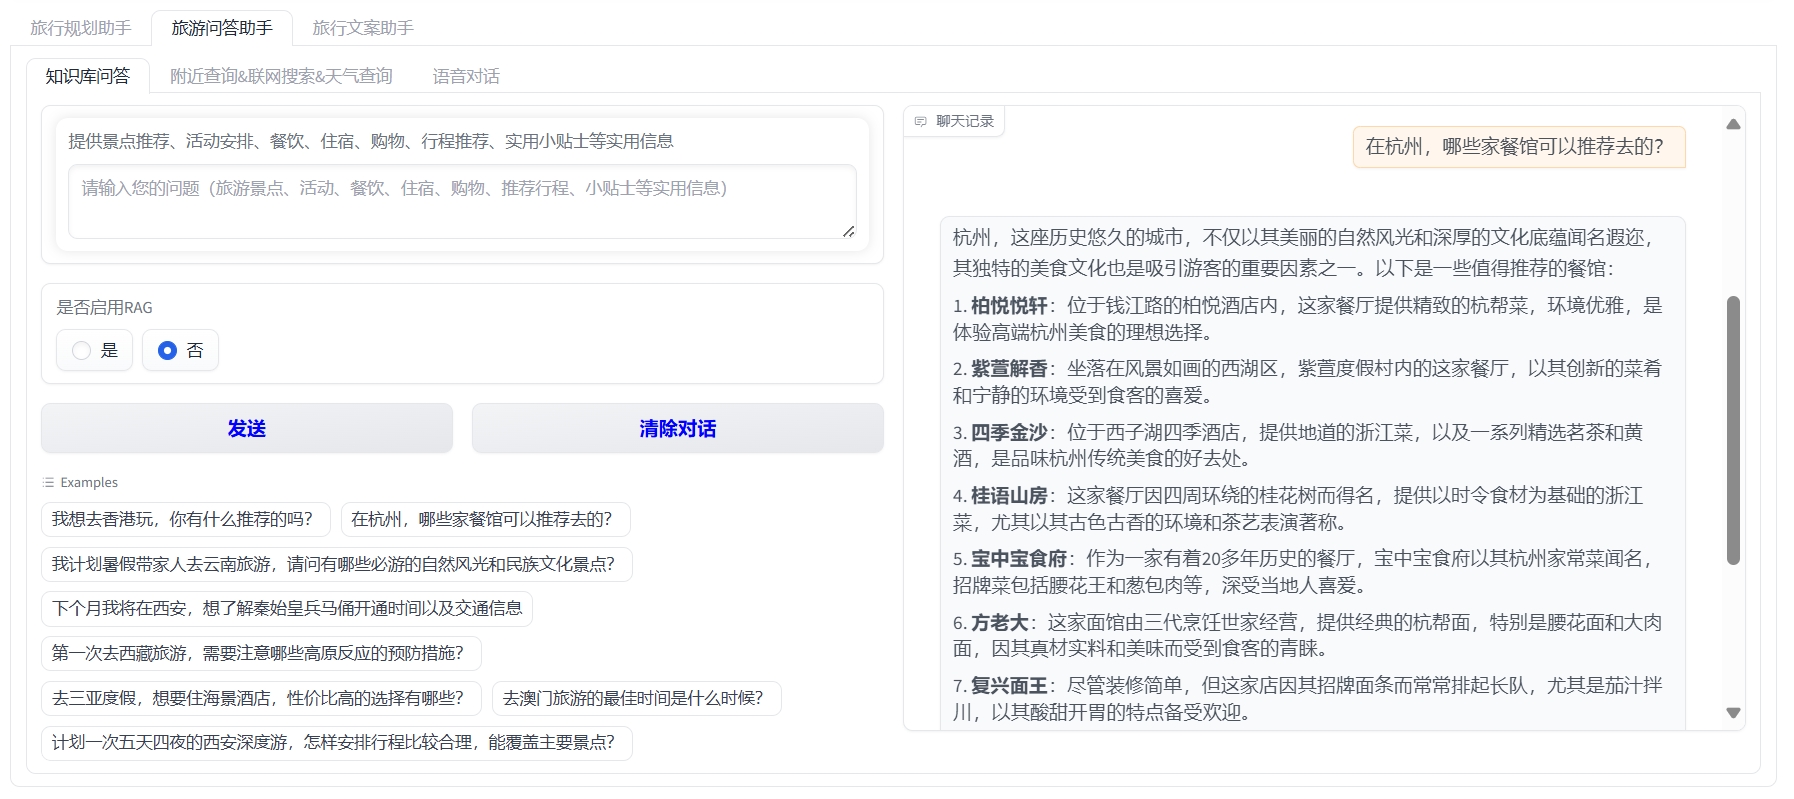 旅行规划助手
旅游问答助手
旅行文案助手
知识库问答
附近查询&联网搜索&天气查询
语音对话
提供景点推荐、活动安排、餐饮、住宿、购物、行程推荐、实用小贴士等实用信息
请输入您的问题（旅游景点、活动、餐饮、住宿、购物、推荐行程、小贴士等实用信息）
是否启用RAG
是
否
发送
清除对话
Examples
我想去香港玩，你有什么推荐的吗？
在杭州，哪些家餐馆可以推荐去的？
我计划暑假带家人去云南旅游，请问有哪些必游的自然风光和民族文化景点？
下个月我将在西安，想了解秦始皇兵马俑开通时间以及交通信息
第一次去西藏旅游，需要注意哪些高原反应的预防措施？
去三亚度假，想要住海景酒店，性价比高的选择有哪些？
去澳门旅游的最佳时间是什么时候？
计划一次五天四夜的西安深度游，怎样安排行程比较合理，能覆盖主要景点？
聊天记录
在杭州，哪些家餐馆可以推荐去的？
杭州，这座历史悠久的城市，不仅以其美丽的自然风光和深厚的文化底蕴闻名遐迩，
其独特的美食文化也是吸引游客的重要因素之一。以下是一些值得推荐的餐馆：
1. 柏悦悦轩：位于钱江路的柏悦酒店内，这家餐厅提供精致的杭帮菜，环境优雅，是
体验高端杭州美食的理想选择。
2. 紫萱解香：坐落在风景如画的西湖区，紫萱度假村内的这家餐厅，以其创新的菜肴
和宁静的环境受到食客的喜爱。
3. 四季金沙：位于西子湖四季酒店，提供地道的浙江菜，以及一系列精选茗茶和黄
酒，是品味杭州传统美食的好去处。
4. 桂语山房：这家餐厅因四周环绕的桂花树而得名，提供以时令食材为基础的浙江
菜，尤其以其古色古香的环境和茶艺表演著称。
5. 宝中宝食府：作为一家有着20多年历史的餐厅，宝中宝食府以其杭州家常菜闻名，
招牌菜包括腰花王和葱包肉等，深受当地人喜爱。
6. 方老大：这家面馆由三代烹饪世家经营，提供经典的杭帮面，特别是腰花面和大肉
面，因其真材实料和美味而受到食客的青睐。
7. 复兴面王：尽管装修简单，但这家店因其招牌面条而常常排起长队，尤其是茄汁拌
川，以其酸甜开胃的特点备受欢迎。